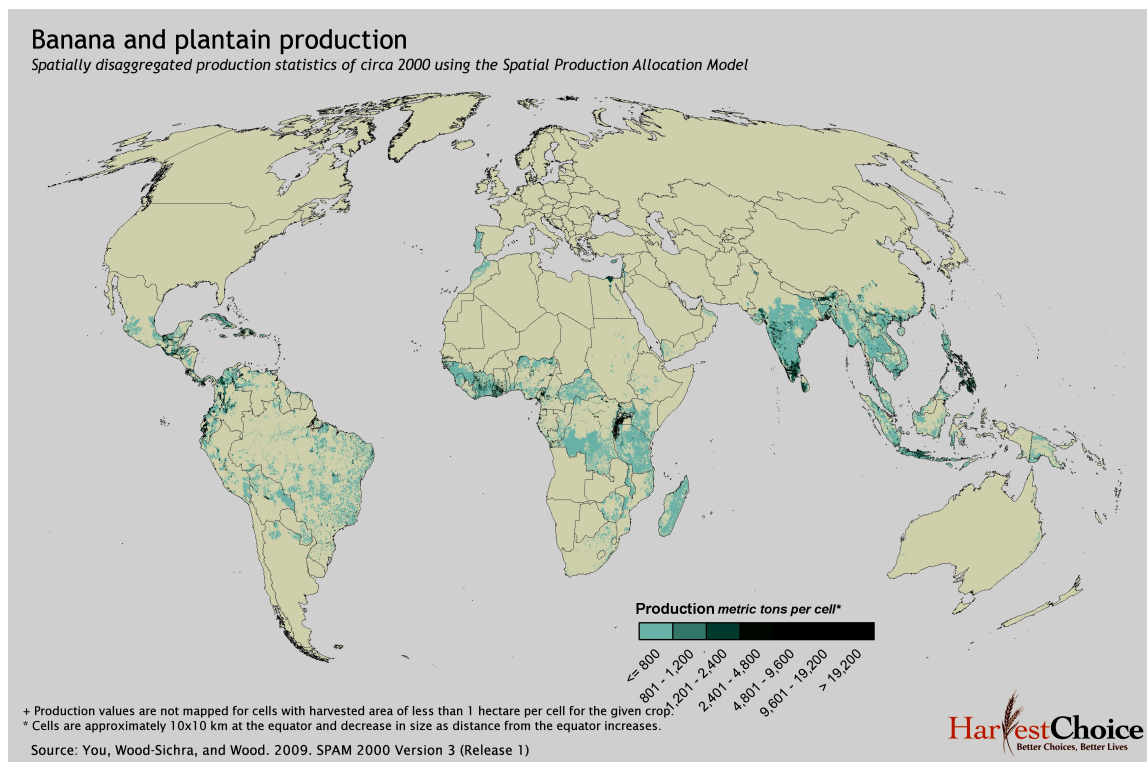 Banana and plantain production
Spatially disaggregated production statistics of circa 2000 using the Spatial Production Allocation Model
Production metric tons per cell*
<= 800
801 - 1,200
1,201 - 2,400
2,401 - 4,800
4,801 - 9,600
9,601 - 19,200
> 19,200
+ Production values are not mapped for cells with harvested area of less than 1 hectare per cell for the given crop.
* Cells are approximately 10x10 km at the equator and decrease in size as distance from the equator increases.
Source: You, Wood-Sichra, and Wood. 2009. SPAM 2000 Version 3 (Release 1)
HarvestChoice
Better Choices, Better Lives